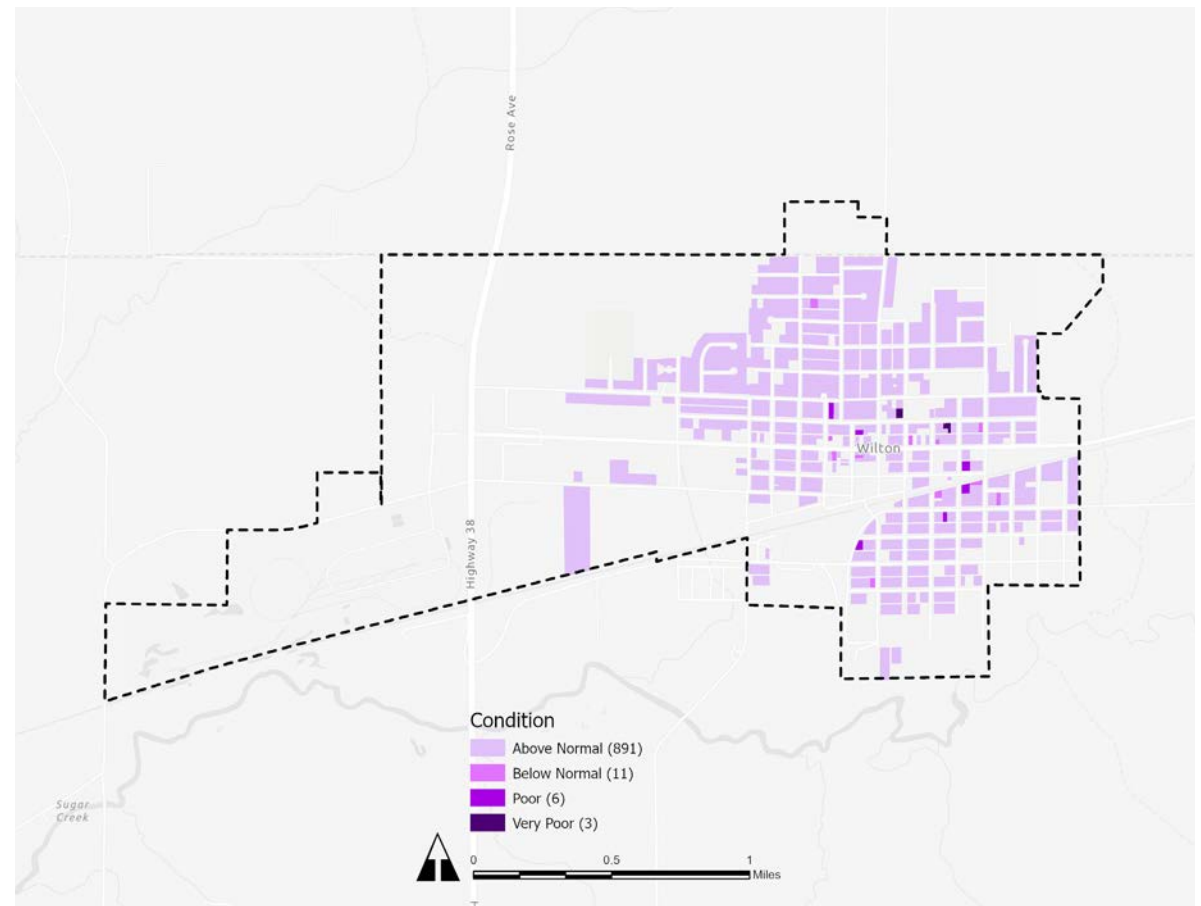 Rose Ave
Wilton
Highway 38
Condition
Above Normal (891)
Below Normal (11)
Poor (6)
Very Poor (3)
Sugar
Creek
0 0.5 1
Miles